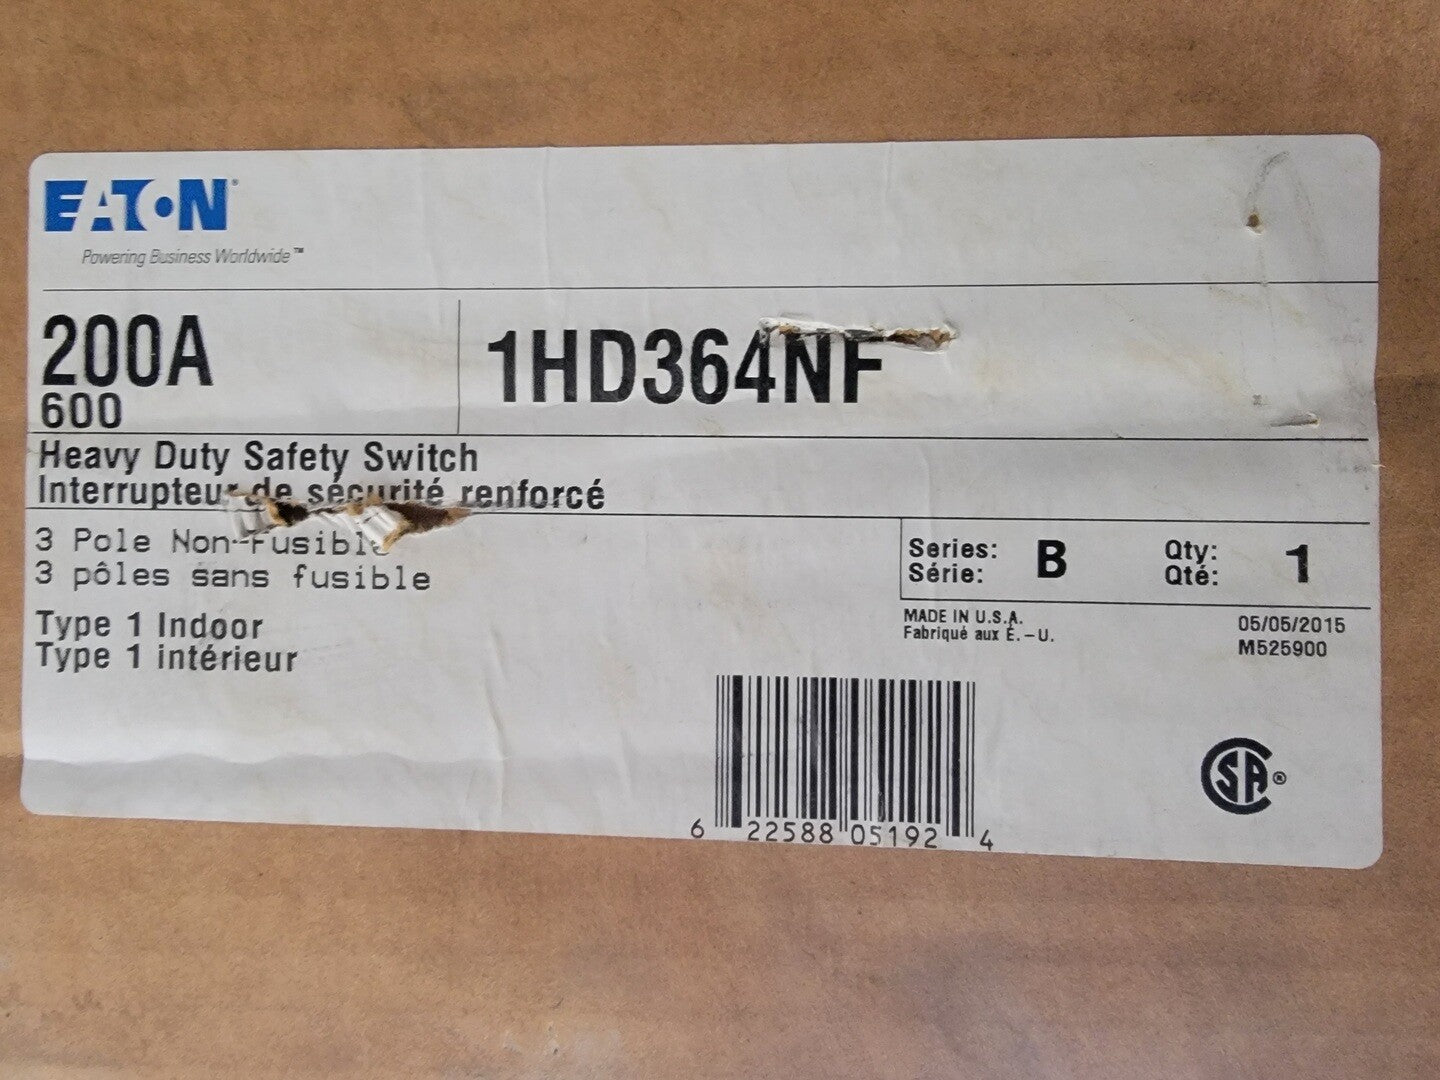 EATON®
Powering Business Worldwide™
200A
600
1HD364NF
Heavy Duty Safety Switch
Interrupteur de sécurité renforcé
3 Pole Non-Fusible
3 pôles sans fusible
Type 1 Indoor
Type 1 intérieur
Series: B Qty: 1
Série: Qté:
MADE IN U.S.A.
Fabriqué aux É.-U.
05/05/2015
M525900
6 22588 05192 4
CSA®